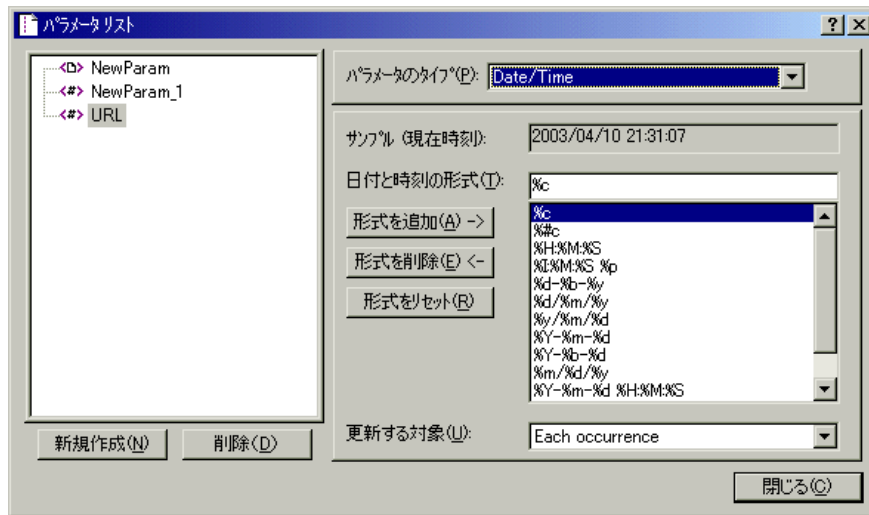 パラメータ リスト
<D> NewParam
<#> NewParam_1
<#> URL
新規作成(N)
削除(D)
パラメータのタイプ(P): Date/Time
サンプル (現在時刻): 2003/04/10 21:31:07
日付と時刻の形式(T): %c
形式を追加(A) ->
形式を削除(E) <-
形式をリセット(R)
%c
%#c
%H:%M:%S
%I:%M:%S %p
%d-%b-%y
%d/%m/%y
%y/%m/%d
%Y-%m-%d
%Y-%b-%d
%m/%d/%y
%Y-%m-%d %H:%M:%S
更新する対象(U): Each occurrence
閉じる(C)